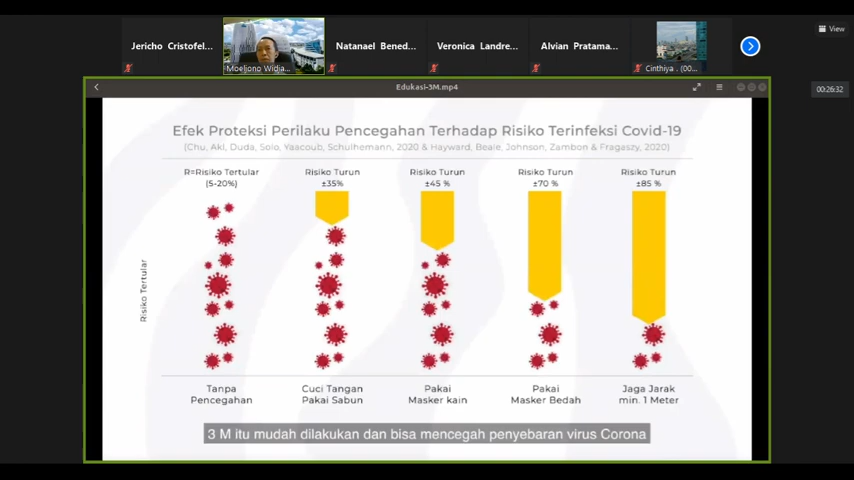 View
Jericho Cristofel...
Moeljono Widja...
Natanael Bened...
Veronica Landre...
Alvian Pratama...
Cinthiya . (00...
00:26:32
Edukasi-3M.mp4
Efek Proteksi Perilaku Pencegahan Terhadap Risiko Terinfeksi Covid-19
(Chu, Akl, Duda, Solo, Yaacoub, Schulhemann, 2020 & Hayward, Beale, Johnson, Zambon & Fragaszy, 2020)
R=Risiko Tertular
(5-20%)
Risiko Turun
±35%
Risiko Turun
±45 %
Risiko Turun
±70 %
Risiko Turun
±85 %
Risiko Tertular
Tanpa
Pencegahan
Cuci Tangan
Pakai Sabun
Pakai
Masker kain
Pakai
Masker Bedah
Jaga Jarak
min. 1 Meter
3 M itu mudah dilakukan dan bisa mencegah penyebaran virus Corona